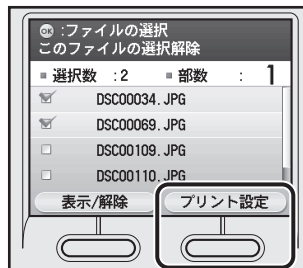 OK :ファイルの選択
このファイルの選択解除
選択数 :2 部数 : 1
DSC00034.JPG
DSC00069.JPG
DSC00109.JPG
DSC00110.JPG
表示/解除 プリント設定